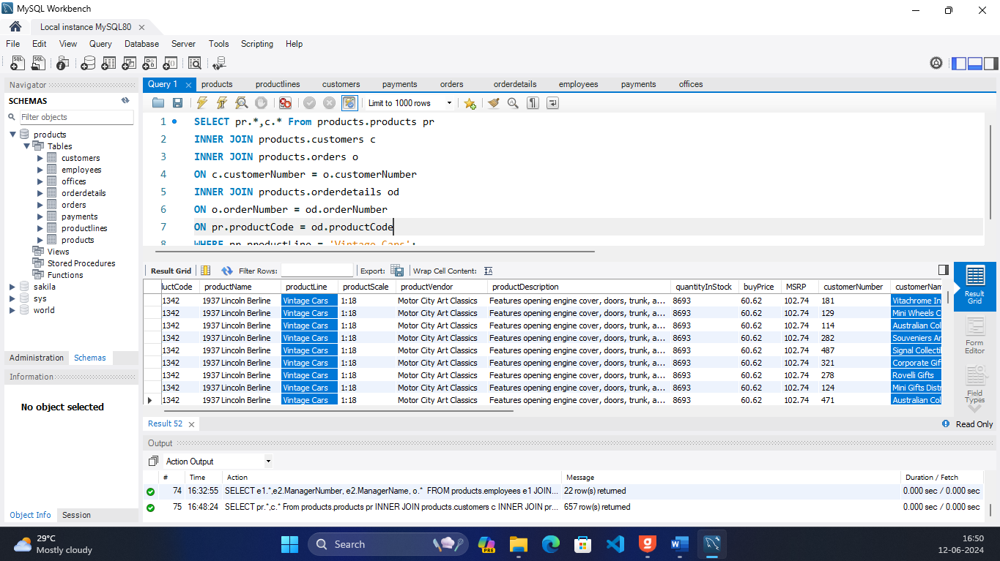 MySQL Workbench
Local instance MySQL80
File Edit View Query Database Server Tools Scripting Help
Navigator
SCHEMAS
Filter objects
products
Tables
customers
employees
offices
orderdetails
orders
payments
productlines
products
Views
Stored Procedures
Functions
sakila
sys
world
Administration Schemas
Information
No object selected
Object Info Session
Query 1 products productlines customers payments orders orderdetails employees payments offices
Limit to 1000 rows
1 SELECT pr.*,c.* From products.products pr
2 INNER JOIN products.customers c
3 INNER JOIN products.orders o
4 ON c.customerNumber = o.customerNumber
5 INNER JOIN products.orderdetails od
6 ON o.orderNumber = od.orderNumber
7 ON pr.productCode = od.productCode
8 WHERE pr.productLine = 'Vintage Cars';
Result Grid Filter Rows: Export: Wrap Cell Content:
uctCode productName productLine productScale productVendor productDescription quantityInStock buyPrice MSRP customerNumber customerNam
1342 1937 Lincoln Berline Vintage Cars 1:18 Motor City Art Classics Features opening engine cover, doors, trunk, a... 8693 60.62 102.74 181 Vitachrome In
1342 1937 Lincoln Berline Vintage Cars 1:18 Motor City Art Classics Features opening engine cover, doors, trunk, a... 8693 60.62 102.74 129 Mini Wheels C
1342 1937 Lincoln Berline Vintage Cars 1:18 Motor City Art Classics Features opening engine cover, doors, trunk, a... 8693 60.62 102.74 114 Australian Col
1342 1937 Lincoln Berline Vintage Cars 1:18 Motor City Art Classics Features opening engine cover, doors, trunk, a... 8693 60.62 102.74 282 Souveniers An
1342 1937 Lincoln Berline Vintage Cars 1:18 Motor City Art Classics Features opening engine cover, doors, trunk, a... 8693 60.62 102.74 487 Signal Collecti
1342 1937 Lincoln Berline Vintage Cars 1:18 Motor City Art Classics Features opening engine cover, doors, trunk, a... 8693 60.62 102.74 321 Corporate Gif
1342 1937 Lincoln Berline Vintage Cars 1:18 Motor City Art Classics Features opening engine cover, doors, trunk, a... 8693 60.62 102.74 278 Rovelli Gifts
1342 1937 Lincoln Berline Vintage Cars 1:18 Motor City Art Classics Features opening engine cover, doors, trunk, a... 8693 60.62 102.74 124 Mini Gifts Distr
1342 1937 Lincoln Berline Vintage Cars 1:18 Motor City Art Classics Features opening engine cover, doors, trunk, a... 8693 60.62 102.74 471 Australian Col
Result
Grid
Form
Editor
Field
Types
Result 52
Read Only
Output
Action Output
# Time Action Message Duration / Fetch
74 16:32:55 SELECT e1.*,e2.ManagerNumber, e2.ManagerName, o.* FROM products.employees e1 JOIN... 22 row(s) returned 0.000 sec / 0.000 sec
75 16:48:24 SELECT pr.*,c.* From products.products pr INNER JOIN products.customers c INNER JOIN pr... 657 row(s) returned 0.000 sec / 0.000 sec
29°C
Mostly cloudy
Search
PRE
16:50
12-06-2024